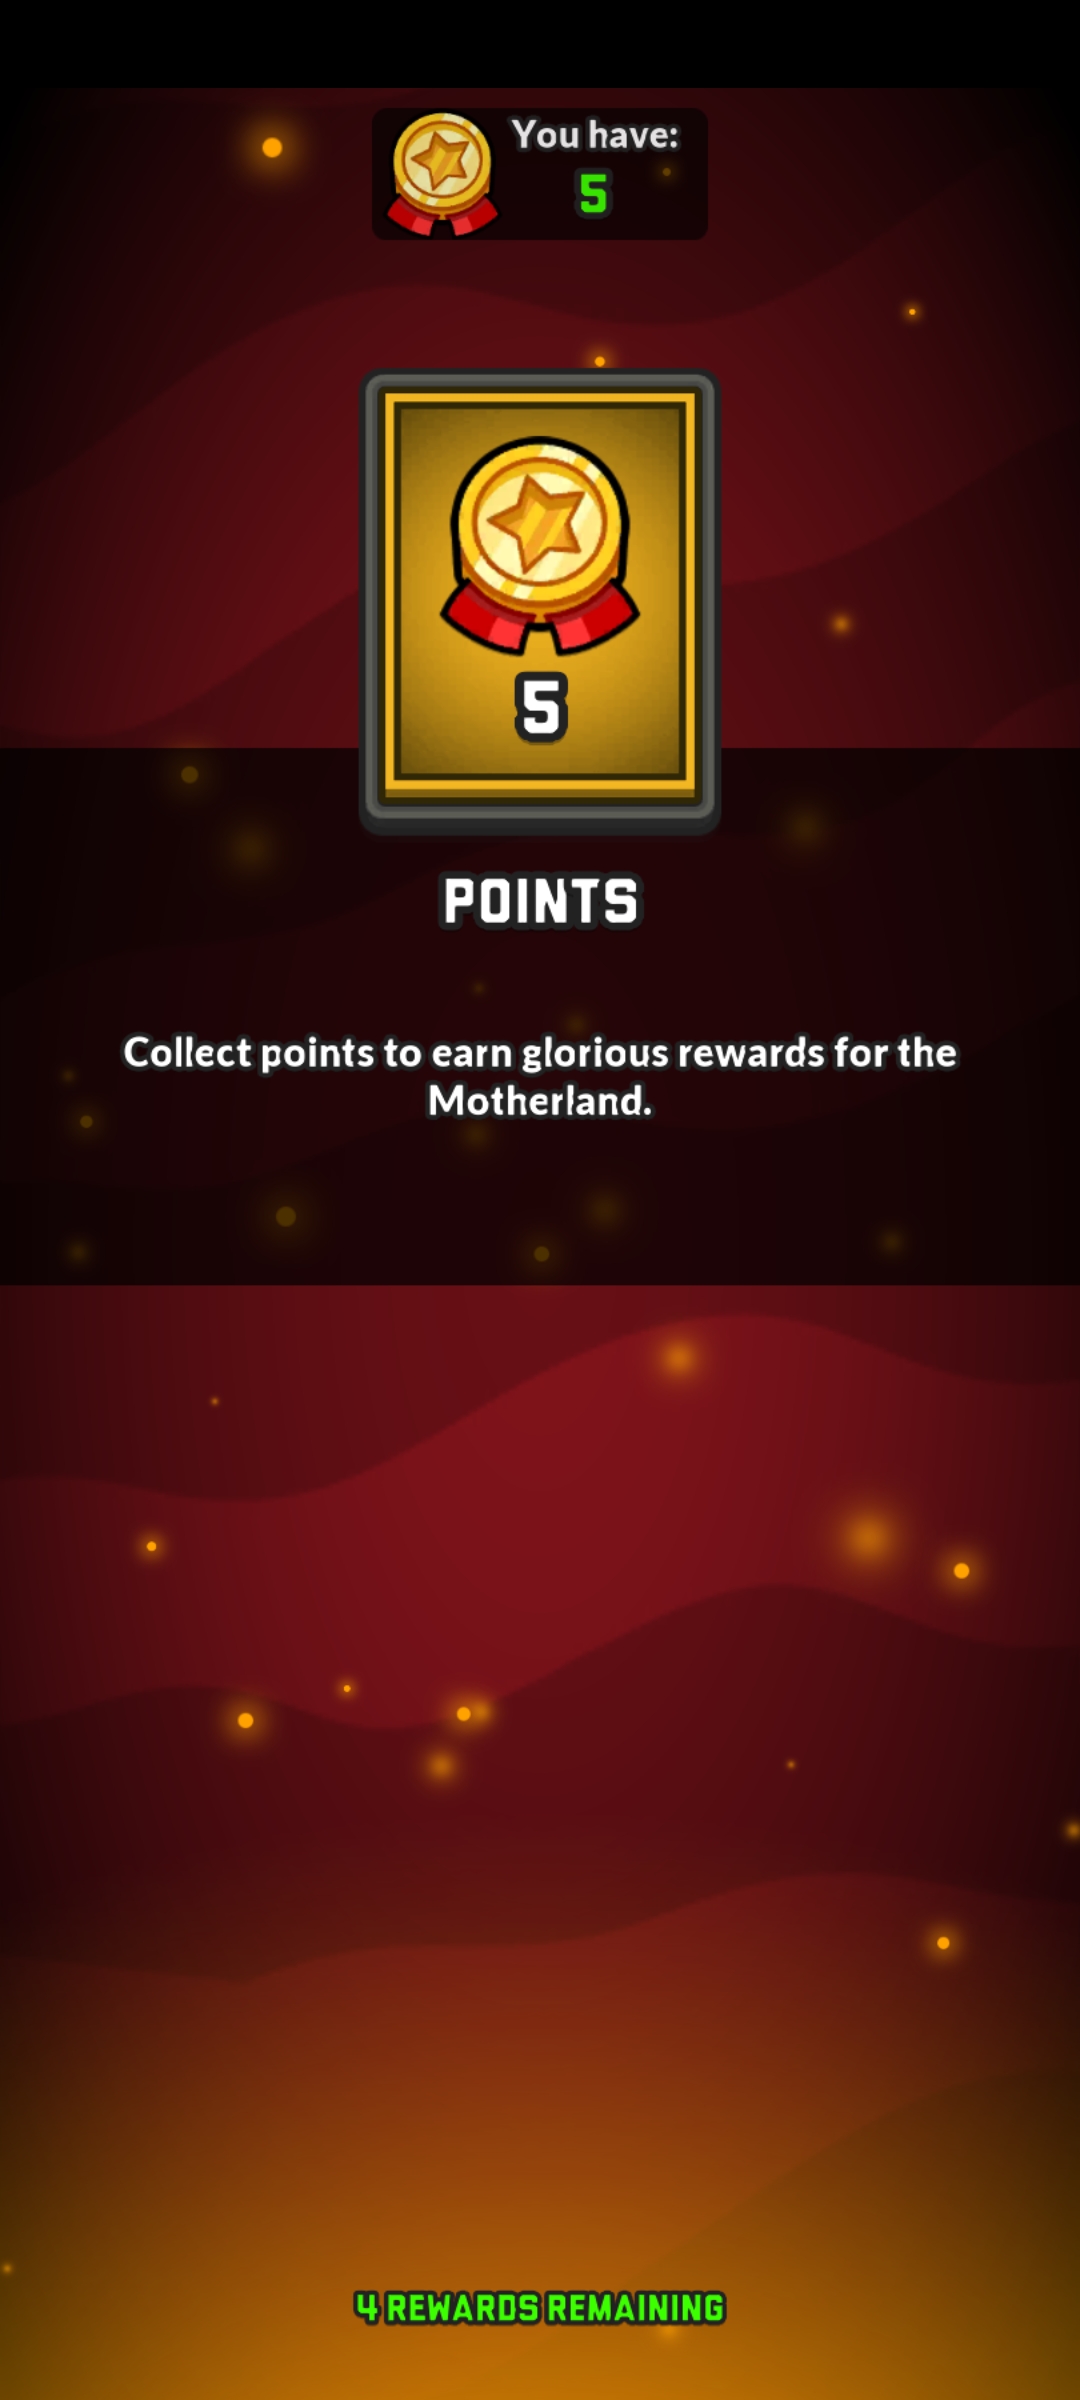 You have:
5
5
POINTS
Collect points to earn glorious rewards for the
Motherland.
4 REWARDS REMAINING